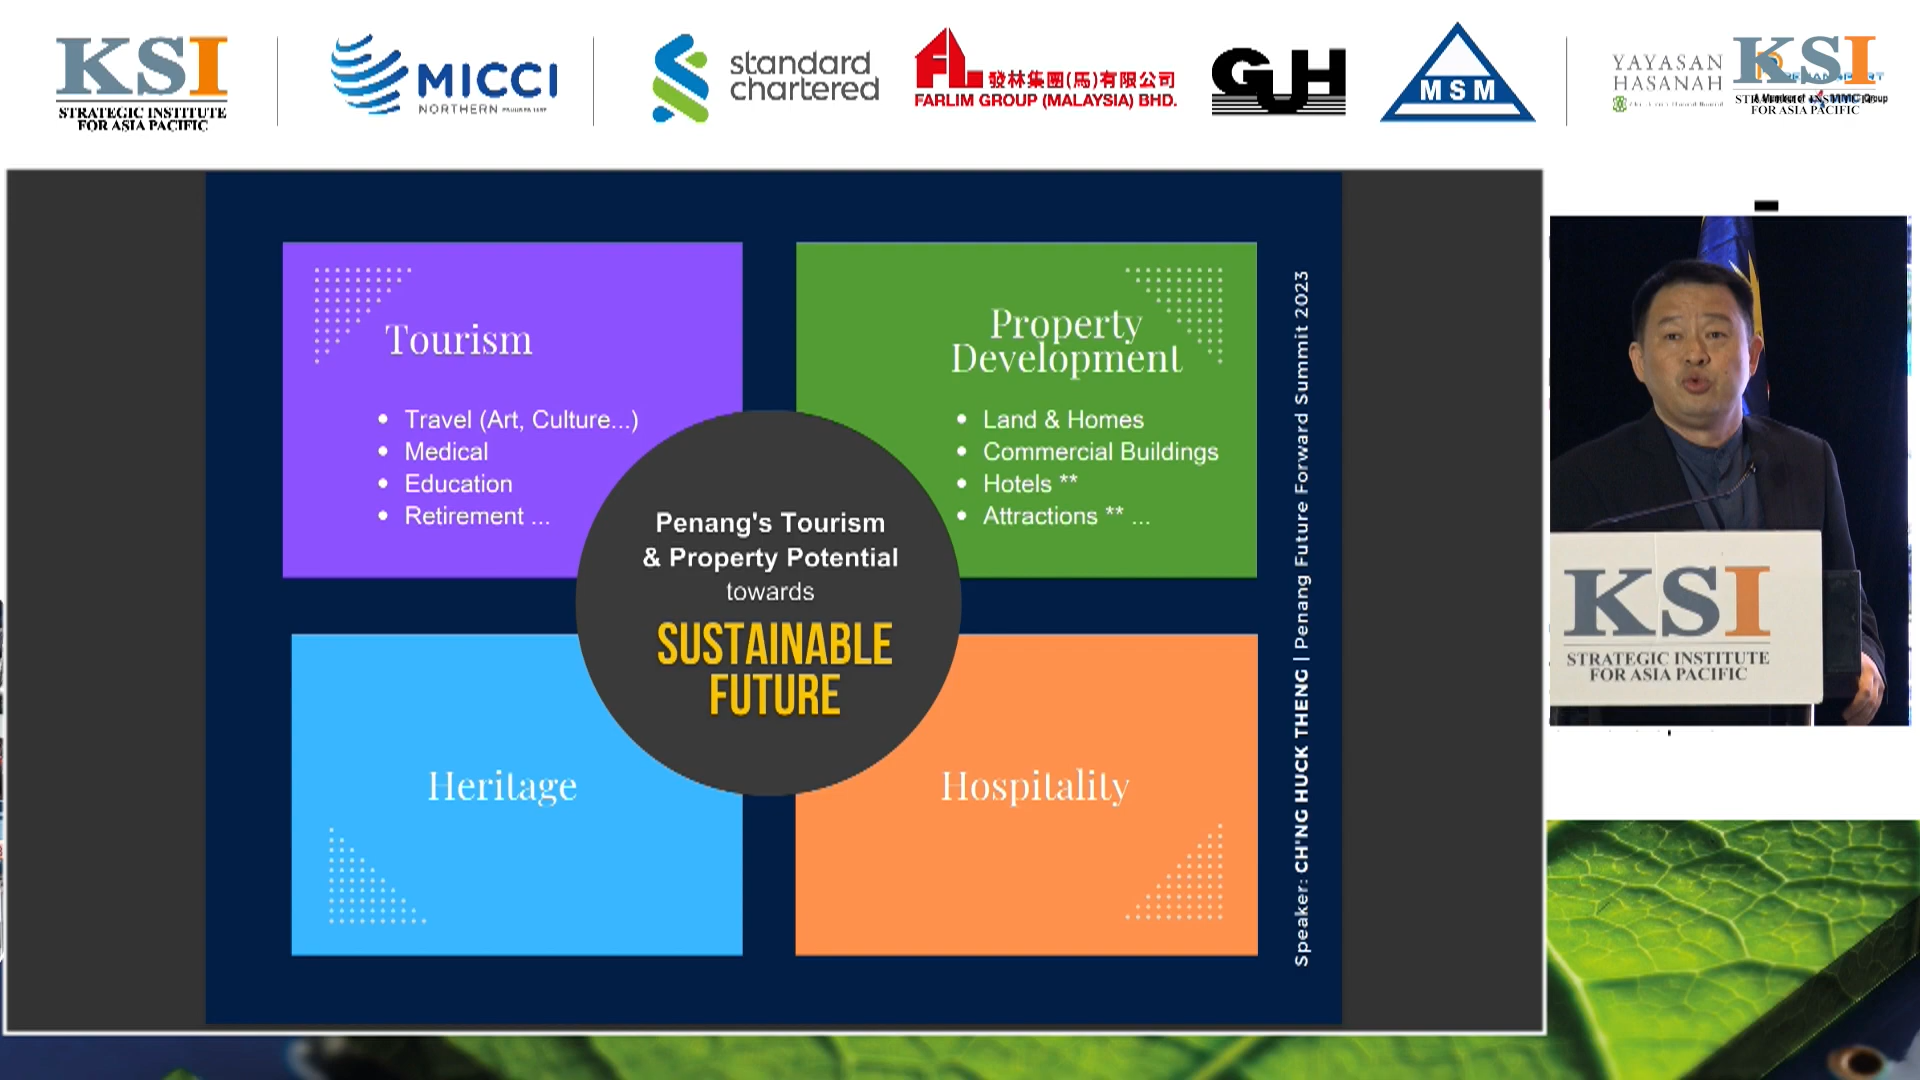 KSI
STRATEGIC INSTITUTE
FOR ASIA PACIFIC
MICCI
NORTHERN
standard
chartered
FL 發林集團(馬)有限公司
FARLIM GROUP (MALAYSIA) BHD.
GUH
MSM
YAYASAN
HASANAH
KSI
FOR ASIA PACIFIC
Tourism
• Travel (Art, Culture...)
• Medical
• Education
• Retirement ...
Property
Development
• Land & Homes
• Commercial Buildings
• Hotels **
• Attractions ** ...
Penang's Tourism
& Property Potential
towards
SUSTAINABLE
FUTURE
Heritage
Hospitality
Speaker: CH'NG HUCK THENG | Penang Future Forward Summit 2023
KSI
STRATEGIC INSTITUTE
FOR ASIA PACIFIC